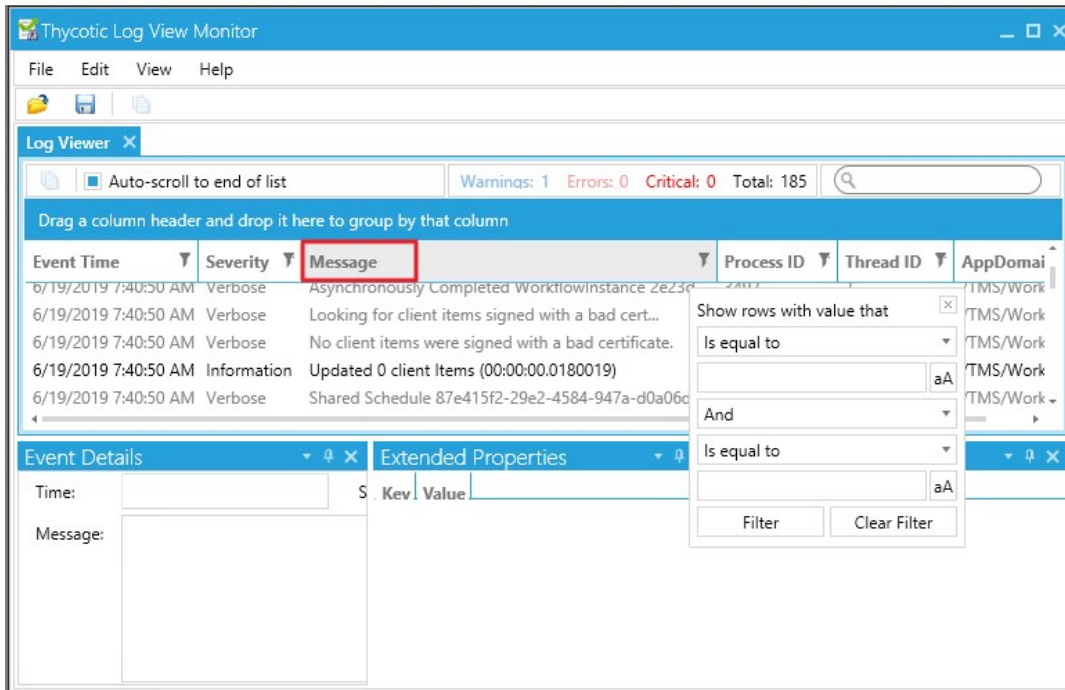 Thycotic Log View Monitor
File Edit View Help
Log Viewer
Auto-scroll to end of list Warnings: 1 Errors: 0 Critical: 0 Total: 185
Drag a column header and drop it here to group by that column
Event Time Severity Message Process ID Thread ID AppDomai
6/19/2019 7:40:50 AM Verbose Asynchronously Completed WorkflowInstance 2e23d /TMS/Work
6/19/2019 7:40:50 AM Verbose Looking for client items signed with a bad cert... /TMS/Work
6/19/2019 7:40:50 AM Verbose No client items were signed with a bad certificate. /TMS/Work
6/19/2019 7:40:50 AM Information Updated 0 client Items (00:00:00.0180019) /TMS/Work
6/19/2019 7:40:50 AM Verbose Shared Schedule 87e415f2-29e2-4584-947a-d0a06c /TMS/Work
Show rows with value that
Is equal to
aA
And
Is equal to
aA
Filter Clear Filter
Event Details Extended Properties
Time: S Key Value
Message: